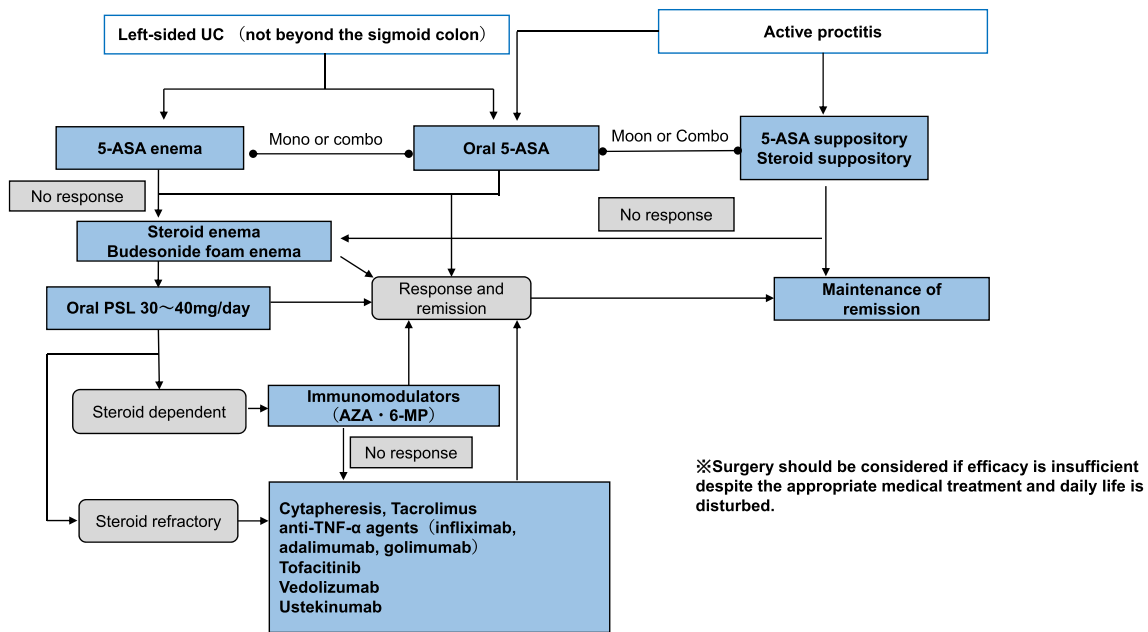 Left-sided UC （not beyond the sigmoid colon）
Active proctitis
5-ASA enema
Mono or combo
Oral 5-ASA
Moon or Combo
5-ASA suppository
Steroid suppository
No response
No response
Steroid enema
Budesonide foam enema
Oral PSL 30～40mg/day
Response and
remission
Maintenance of
remission
Steroid dependent
Immunomodulators
（AZA・6-MP）
No response
※Surgery should be considered if efficacy is insufficient
despite the appropriate medical treatment and daily life is
disturbed.
Steroid refractory
Cytapheresis, Tacrolimus
anti-TNF-α agents（infliximab,
adalimumab, golimumab）
Tofacitinib
Vedolizumab
Ustekinumab